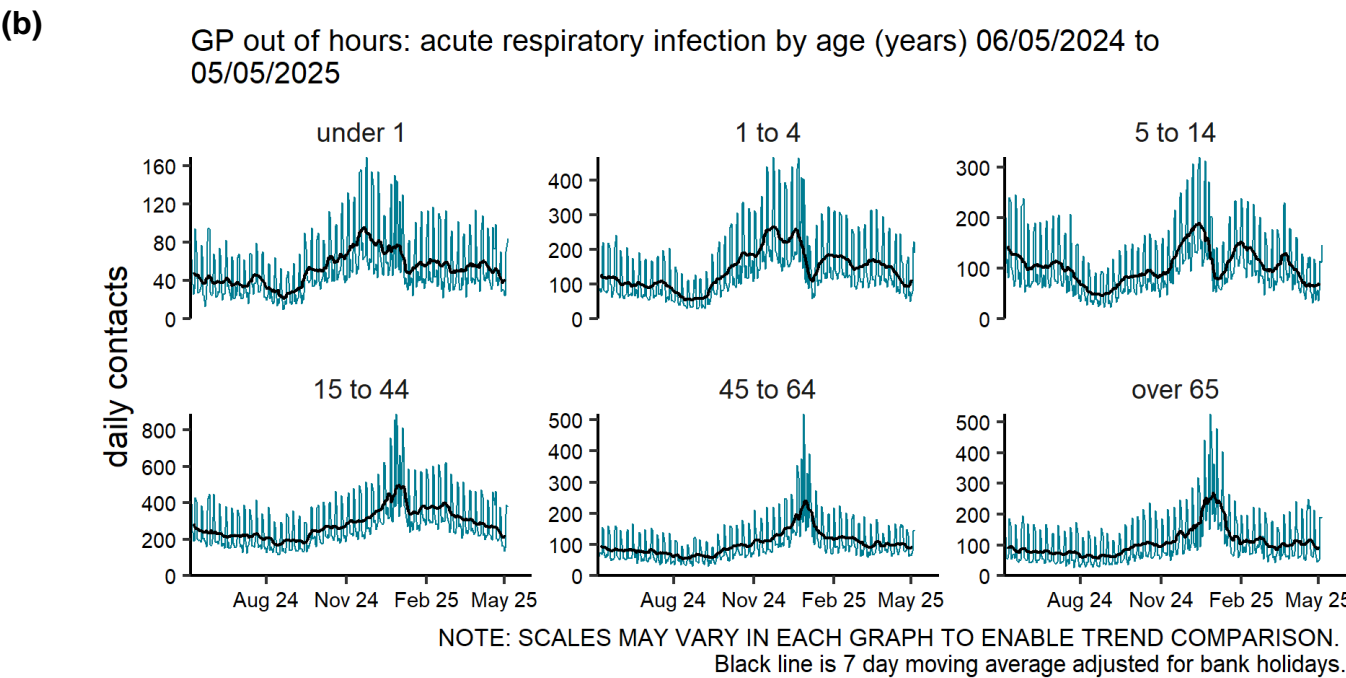 (b)
GP out of hours: acute respiratory infection by age (years) 06/05/2024 to
05/05/2025
daily contacts
under 1
1 to 4
5 to 14
160
120
80
40
0
400
300
200
100
0
300
200
100
0
15 to 44
45 to 64
over 65
800
600
400
200
0
500
400
300
200
100
0
500
400
300
200
100
0
Aug 24 Nov 24 Feb 25 May 25
Aug 24 Nov 24 Feb 25 May 25
Aug 24 Nov 24 Feb 25 May 25
NOTE: SCALES MAY VARY IN EACH GRAPH TO ENABLE TREND COMPARISON.
Black line is 7 day moving average adjusted for bank holidays.